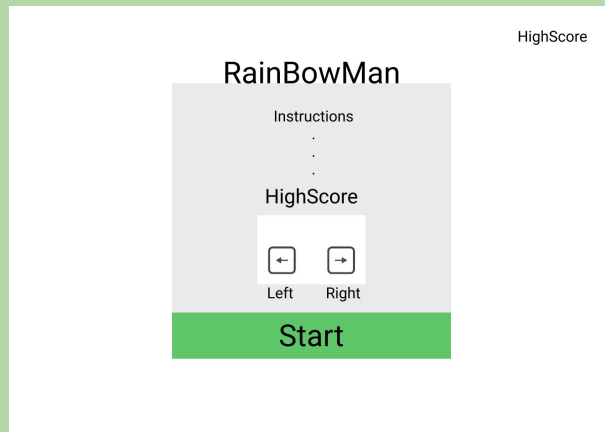 HighScore
RainBowMan
Instructions
.
.
.
HighScore
← →
Left Right
Start